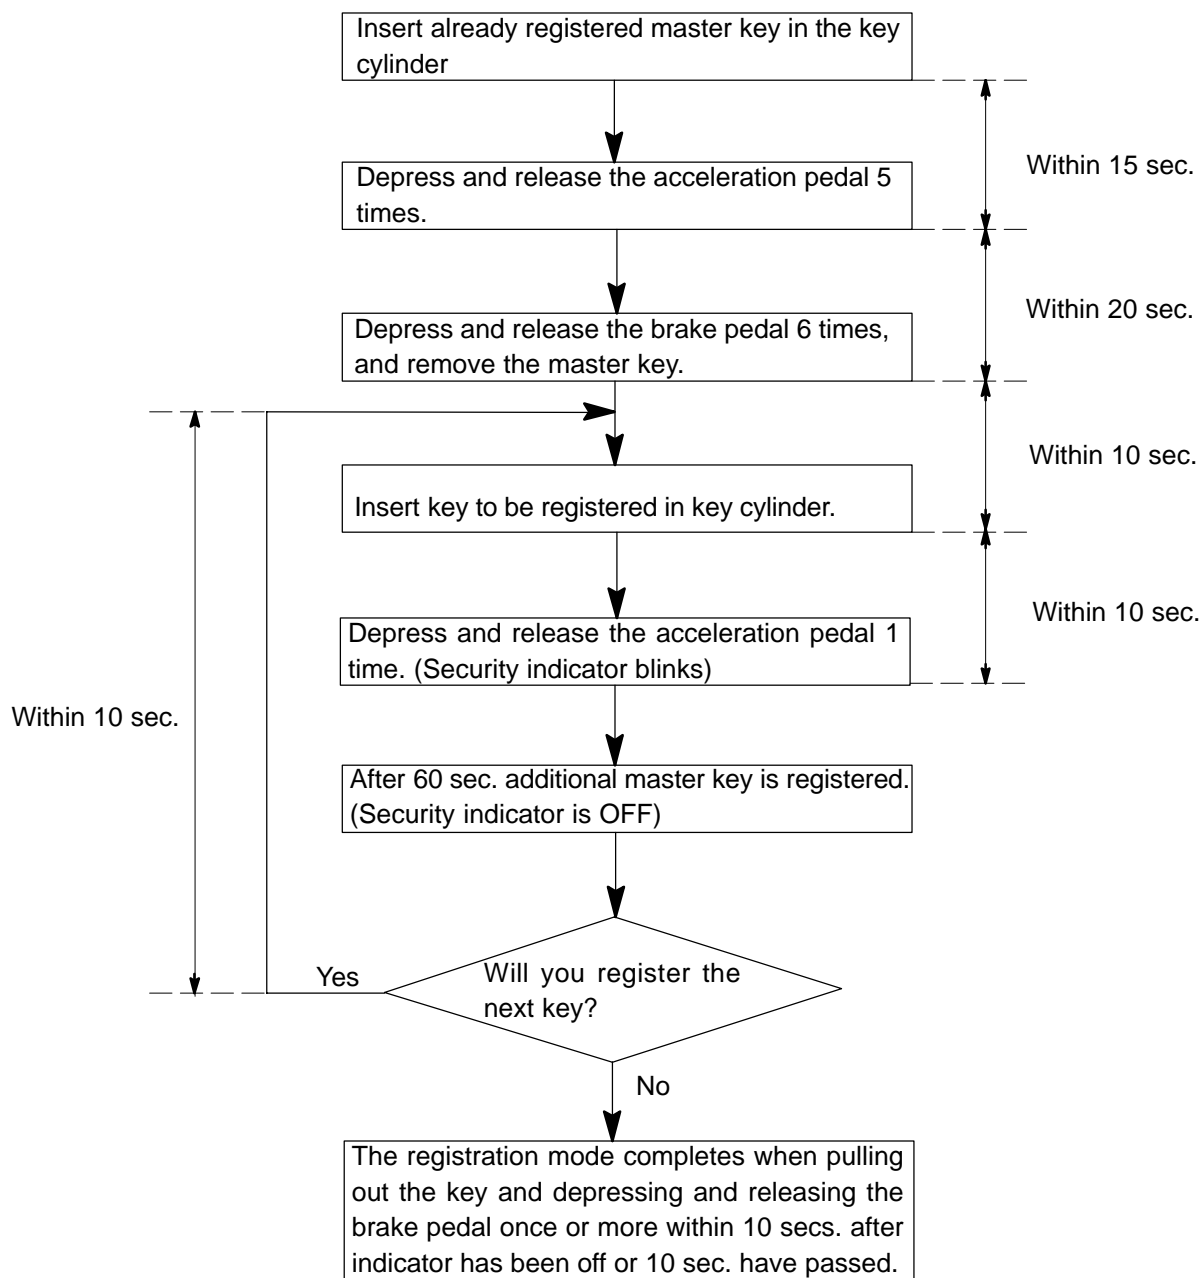 Insert already registered master key in the key
cylinder
Within 15 sec.
Depress and release the acceleration pedal 5
times.
Within 20 sec.
Depress and release the brake pedal 6 times,
and remove the master key.
Within 10 sec.
Insert key to be registered in key cylinder.
Within 10 sec.
Depress and release the acceleration pedal 1
time. (Security indicator blinks)
Within 10 sec.
After 60 sec. additional master key is registered.
(Security indicator is OFF)
Will you register the
next key?
Yes
No
The registration mode completes when pulling
out the key and depressing and releasing the
brake pedal once or more within 10 secs. after
indicator has been off or 10 sec. have passed.